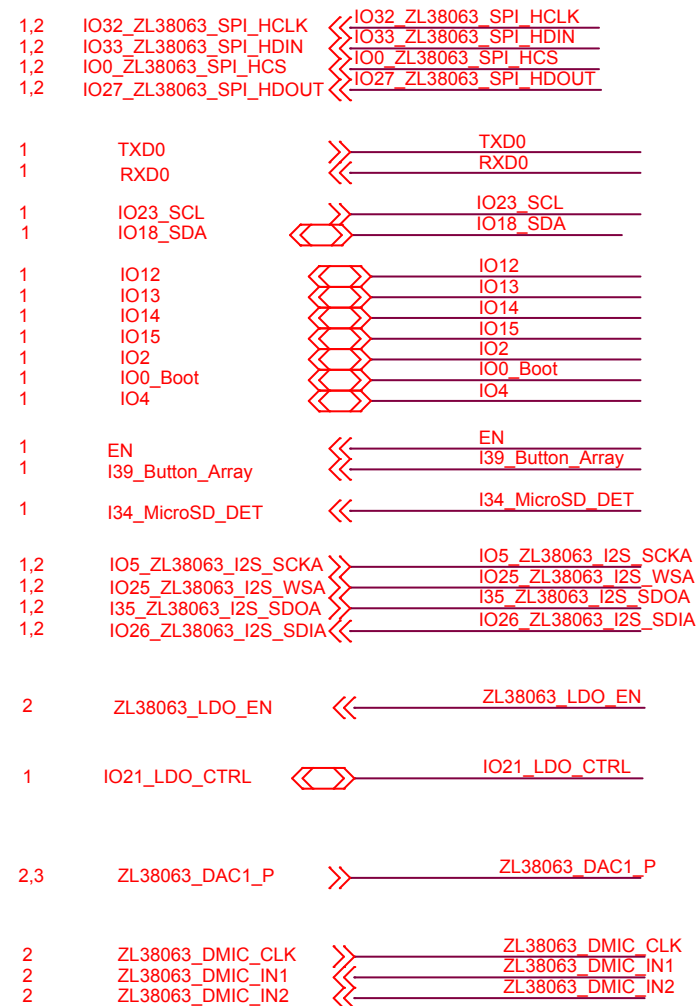 1,2 IO32_ZL38063_SPI_HCLK IO32_ZL38063_SPI_HCLK
1,2 IO33_ZL38063_SPI_HDIN IO33_ZL38063_SPI_HDIN
1,2 IO0_ZL38063_SPI_HCS IO0_ZL38063_SPI_HCS
1,2 IO27_ZL38063_SPI_HDOUT IO27_ZL38063_SPI_HDOUT
1 TXD0 TXD0
1 RXD0 RXD0
1 IO23_SCL IO23_SCL
1 IO18_SDA IO18_SDA
1 IO12 IO12
1 IO13 IO13
1 IO14 IO14
1 IO15 IO15
1 IO2 IO2
1 IO0_Boot IO0_Boot
1 IO4 IO4
1 EN EN
1 I39_Button_Array I39_Button_Array
1 I34_MicroSD_DET I34_MicroSD_DET
1,2 IO5_ZL38063_I2S_SCKA IO5_ZL38063_I2S_SCKA
1,2 IO25_ZL38063_I2S_WSA IO25_ZL38063_I2S_WSA
1,2 I35_ZL38063_I2S_SDOA I35_ZL38063_I2S_SDOA
1,2 IO26_ZL38063_I2S_SDIA IO26_ZL38063_I2S_SDIA
2 ZL38063_LDO_EN ZL38063_LDO_EN
1 IO21_LDO_CTRL IO21_LDO_CTRL
2,3 ZL38063_DAC1_P ZL38063_DAC1_P
2 ZL38063_DMIC_CLK ZL38063_DMIC_CLK
2 ZL38063_DMIC_IN1 ZL38063_DMIC_IN1
2 ZL38063_DMIC_IN2 ZL38063_DMIC_IN2